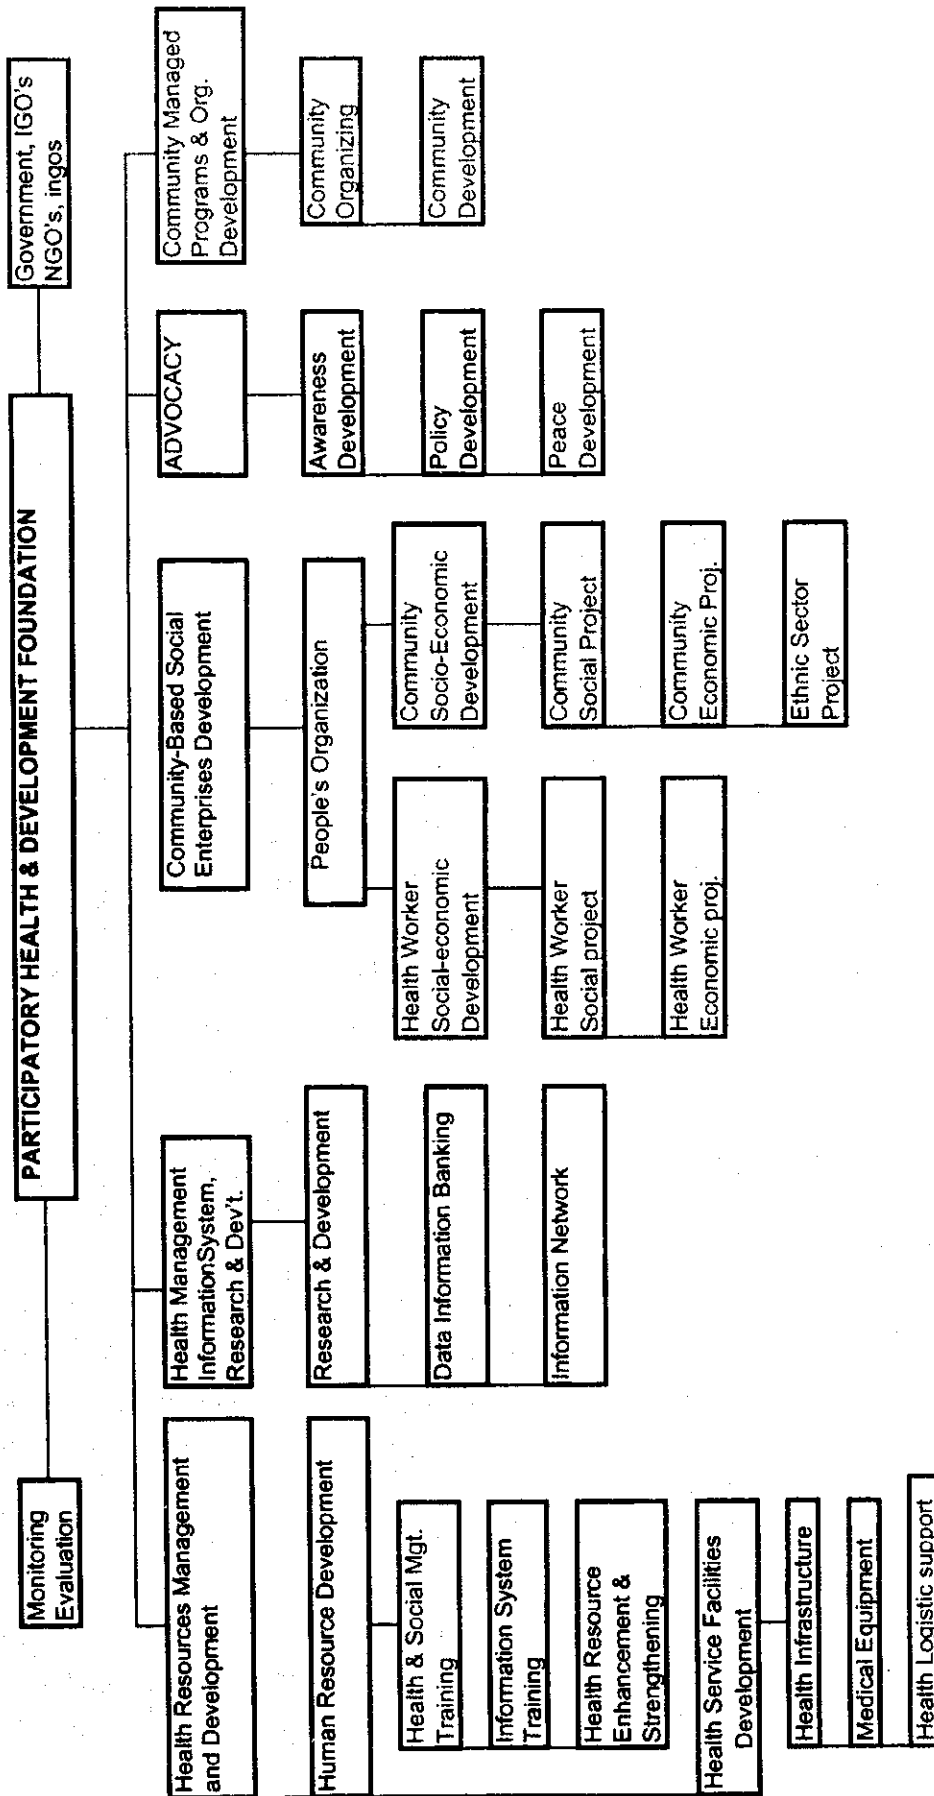 Monitoring
Evaluation
PARTICIPATORY HEALTH & DEVELOPMENT FOUNDATION
Government, IGO's
NGO's, ingos
Health Resources Management
and Development
Human Resource Development
Health & Social Mgt.
Training
Information System
Training
Health Resource
Enhancement &
Strengthening
Health Service Facilities
Development
Health Infrastructure
Medical Equipment
Health Logistic support
Health Management
InformationSystem,
Research & Dev't.
Research & Development
Data Information Banking
Information Network
Community-Based Social
Enterprises Development
People's Organization
Health Worker
Social-economic
Development
Health Worker
Social project
Health Worker
Economic proj.
Community
Socio-Economic
Development
Community
Social Project
Community
Economic Proj.
Ethnic Sector
Project
ADVOCACY
Awareness
Development
Policy
Development
Peace
Development
Community Managed
Programs & Org.
Development
Community
Organizing
Community
Development